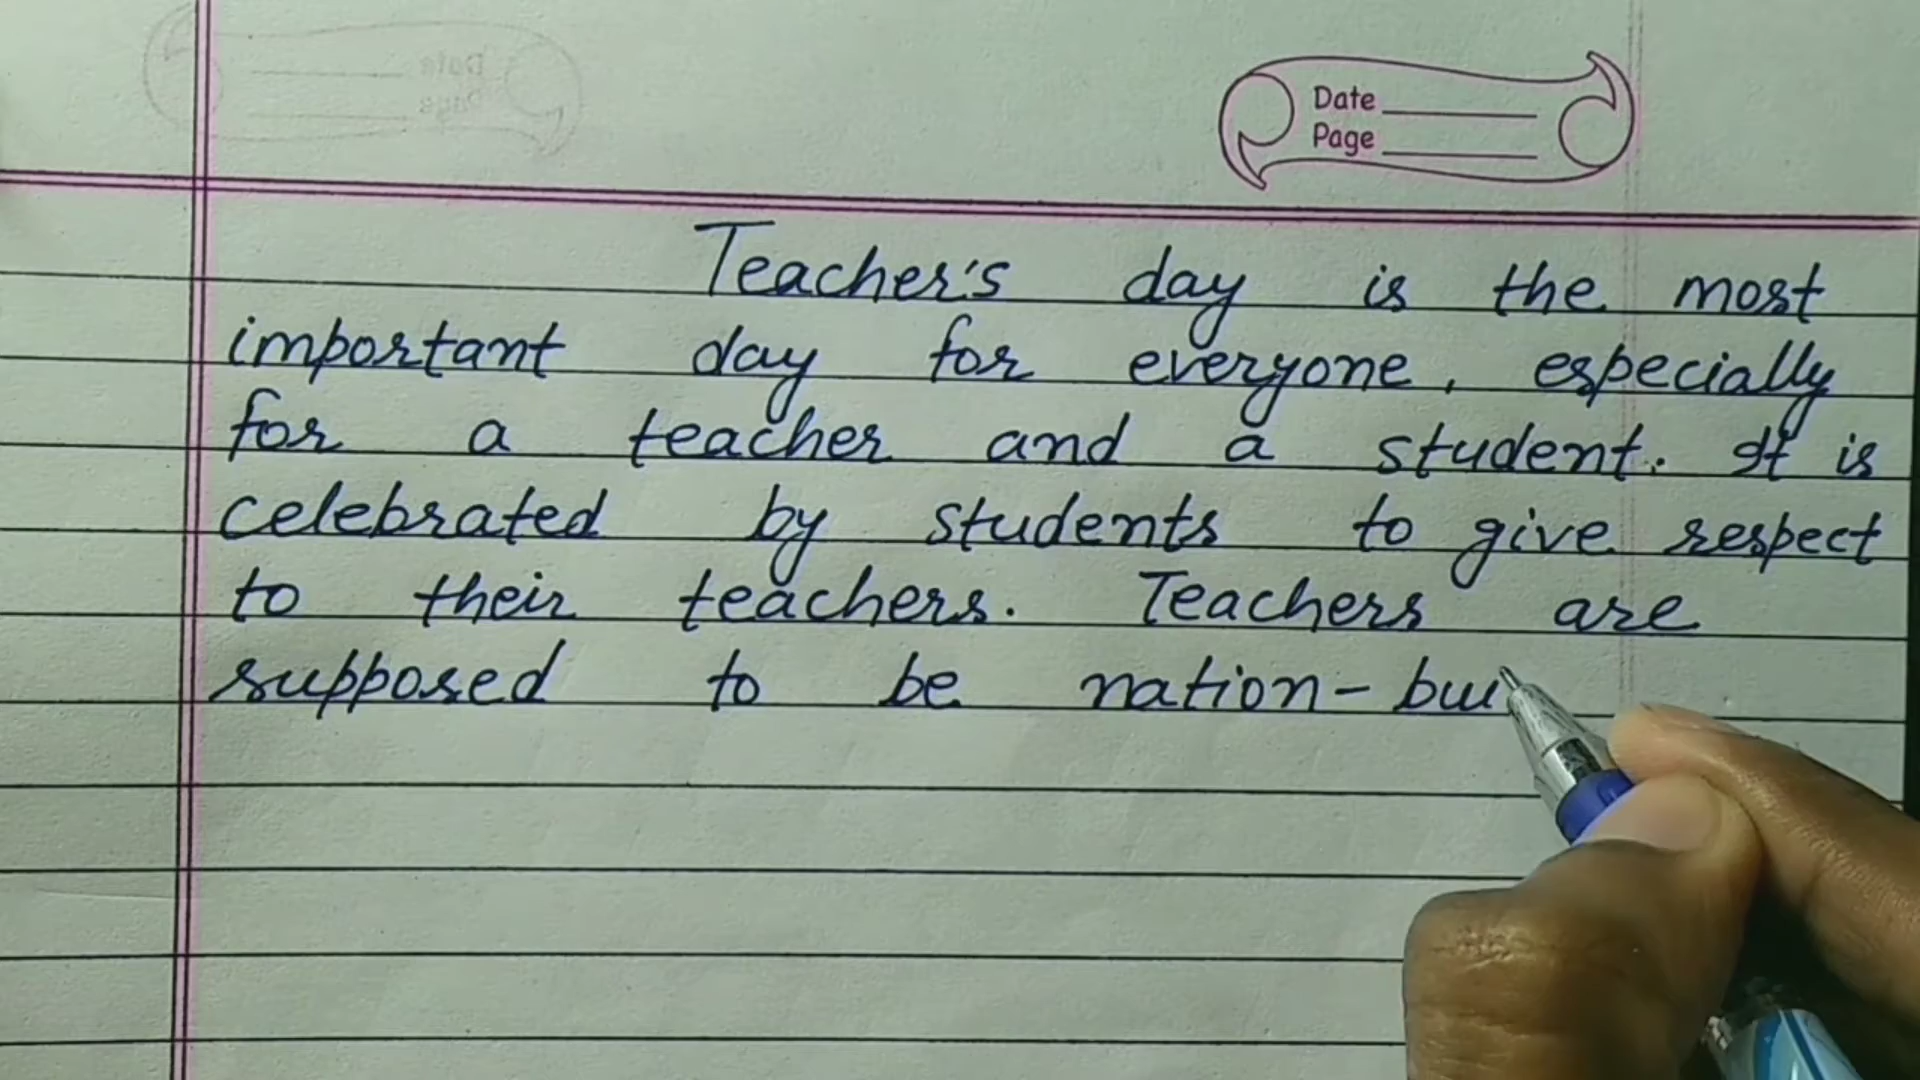 Date
Page
Teacher's day is the most
important day for everyone, especially
for a teacher and a student. It is
celebrated by students to give respect
to their teachers. Teachers are
supposed to be nation-bui